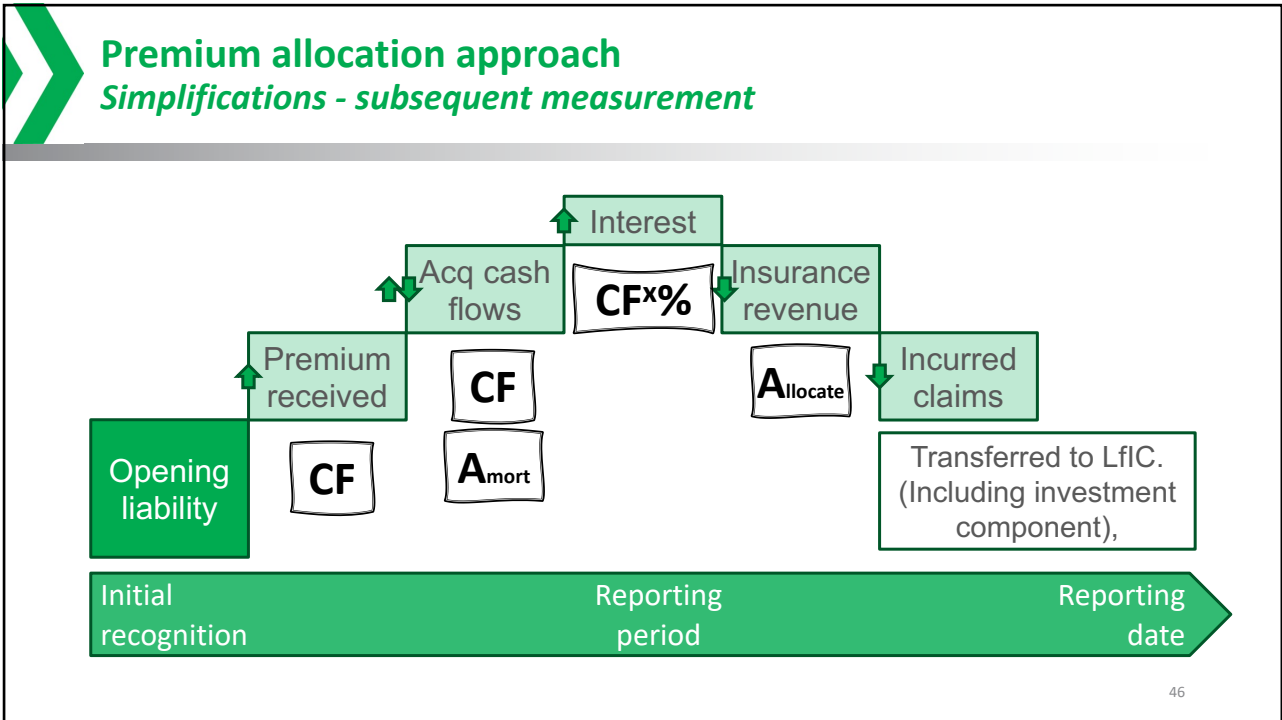 Premium allocation approach
Simplifications - subsequent measurement
Interest
Acq cash
flows
CFx%
Insurance
revenue
Premium
received
CF
Allocate
Incurred
claims
Opening
liability
CF
Amort
Transferred to LfIC.
(Including investment
component),
Initial
recognition
Reporting
period
Reporting
date
46